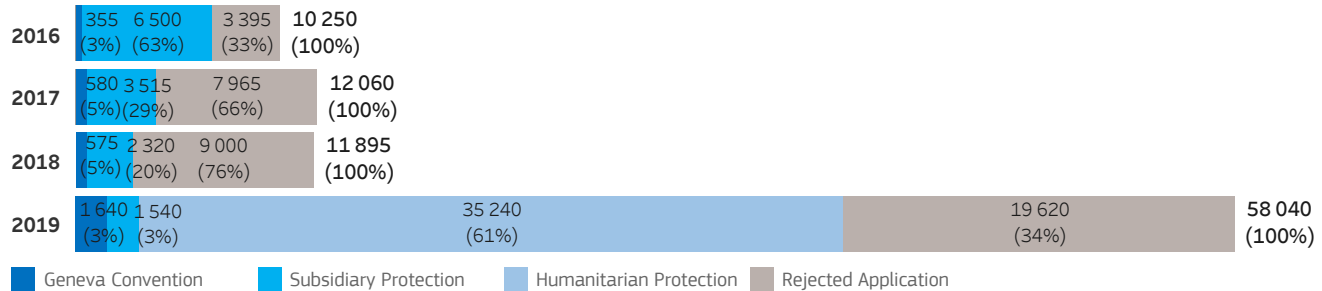 2016 355 6 500 3 395 10 250
(3%) (63%) (33%) (100%)
2017 580 3 515 7 965 12 060
(5%) (29%) (66%) (100%)
2018 575 2 320 9 000 11 895
(5%) (20%) (76%) (100%)
2019 1 640 1 540 35 240 19 620 58 040
(3%) (3%) (61%) (34%) (100%)
Geneva Convention Subsidiary Protection Humanitarian Protection Rejected Application